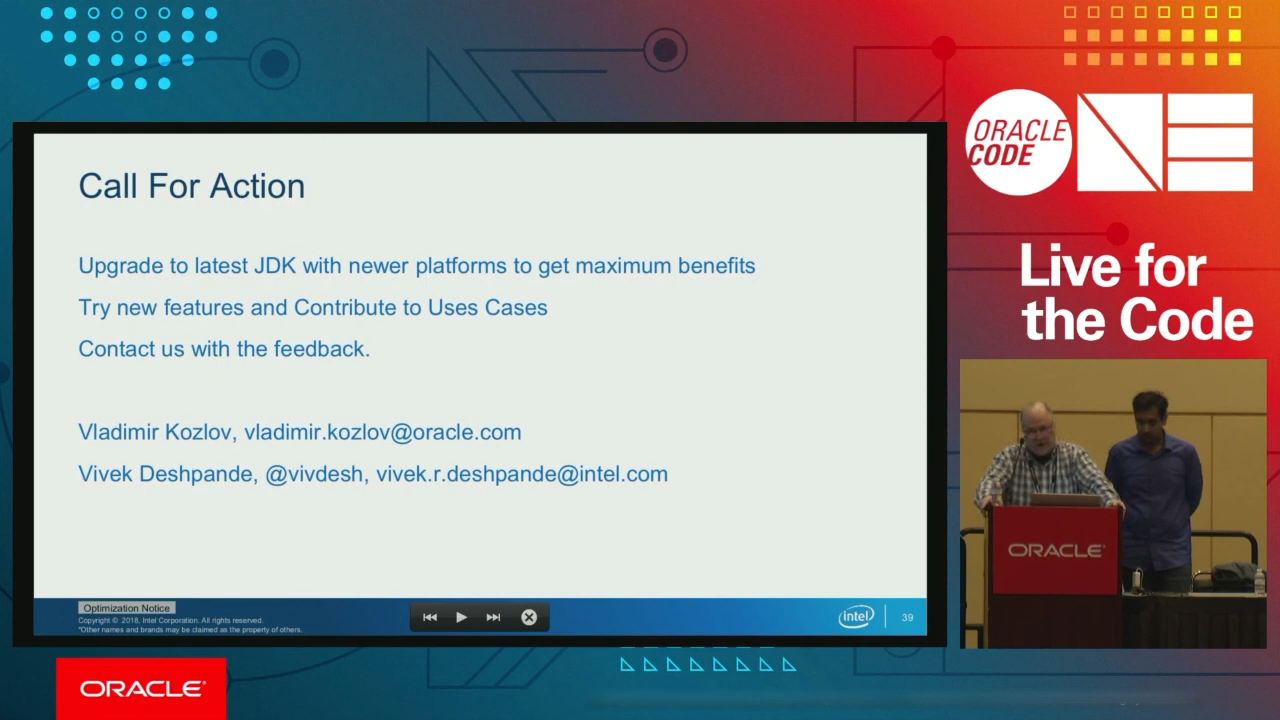 ORACLE
CODE
ONE
Live for
the Code
Call For Action
Upgrade to latest JDK with newer platforms to get maximum benefits
Try new features and Contribute to Uses Cases
Contact us with the feedback.
Vladimir Kozlov, vladimir.kozlov@oracle.com
Vivek Deshpande, @vivdesh, vivek.r.deshpande@intel.com
Optimization Notice
Copyright © 2018, Intel Corporation. All rights reserved.
*Other names and brands may be claimed as the property of others.
intel
39
ORACLE
ORACLE